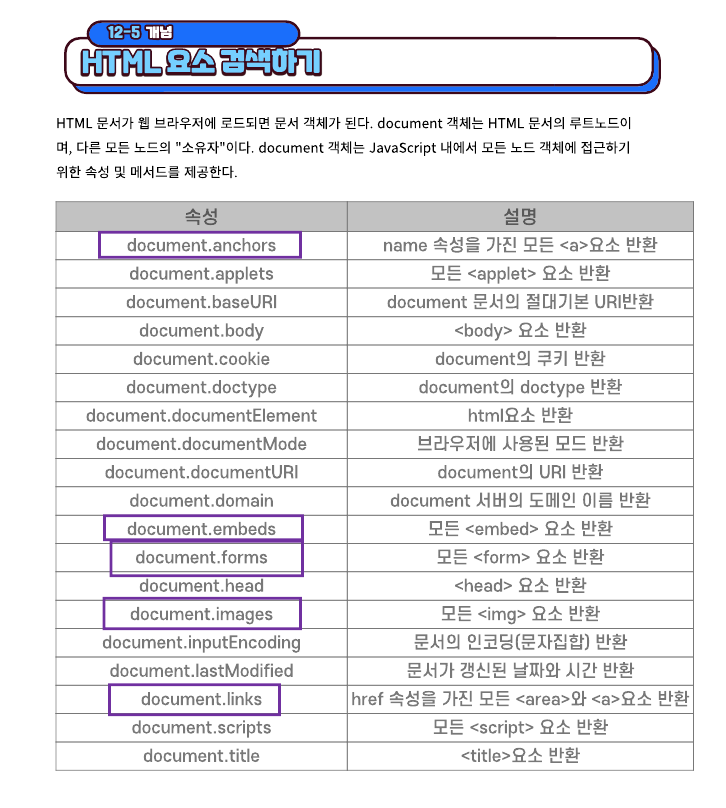 12-5 개념
HTML 요소 검색하기
HTML 문서가 웹 브라우저에 로드되면 문서 객체가 된다. document 객체는 HTML 문서의 루트노드이
며, 다른 모든 노드의 "소유자"이다. document 객체는 JavaScript 내에서 모든 노드 객체에 접근하기
위한 속성 및 메서드를 제공한다.
속성 설명
document.anchors name 속성을 가진 모든 <a>요소 반환
document.applets 모든 <applet> 요소 반환
document.baseURI document 문서의 절대기본 URI반환
document.body <body> 요소 반환
document.cookie document의 쿠키 반환
document.doctype document의 doctype 반환
document.documentElement html요소 반환
document.documentMode 브라우저에 사용된 모드 반환
document.documentURI document의 URI 반환
document.domain document 서버의 도메인 이름 반환
document.embeds 모든 <embed> 요소 반환
document.forms 모든 <form> 요소 반환
document.head <head> 요소 반환
document.images 모든 <img> 요소 반환
document.inputEncoding 문서의 인코딩(문자집합) 반환
document.lastModified 문서가 갱신된 날짜와 시간 반환
document.links href 속성을 가진 모든 <area>와 <a>요소 반환
document.scripts 모든 <script> 요소 반환
document.title <title>요소 반환